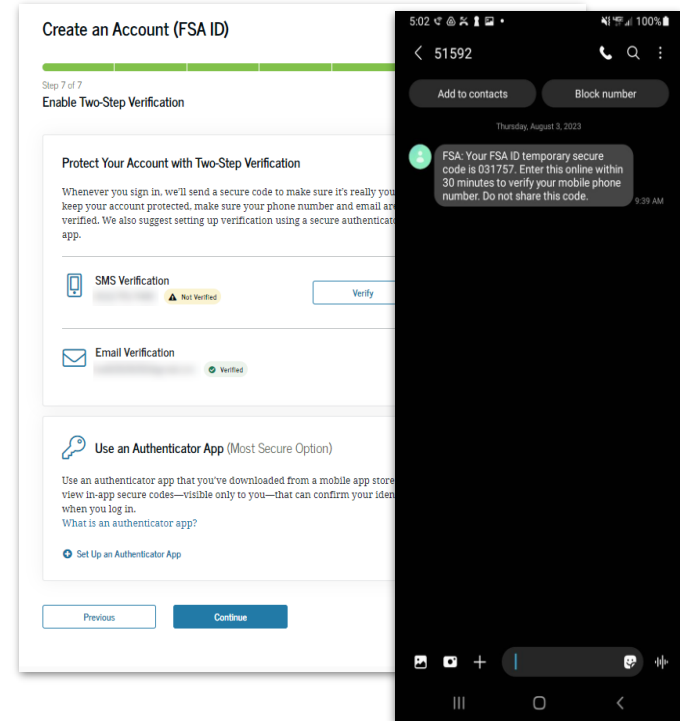 Create an Account (FSA ID)
Step 7 of 7
Enable Two-Step Verification
Protect Your Account with Two-Step Verification
Whenever you sign in, we'll send a secure code to make sure it's really you
keep your account protected, make sure your phone number and email are
verified. We also suggest setting up verification using a secure
app.
SMS Verification
Not Verified
Verify
Email Verification
Verified
Use an Authenticator App (Most Secure Option)
Use an authenticator app that you've downloaded from a mobile app store
view in-app secure codes—visible only to you—that can confirm your
when you log in.
What is an authenticator app?
Set Up an Authenticator App
Previous
Continue
5:02
100%
51592
Add to contacts
Block number
Thursday, August 3, 2023
FSA: Your FSA ID temporary secure
code is 031757. Enter this online within
30 minutes to verify your mobile phone
number. Do not share this code.
9:39 AM